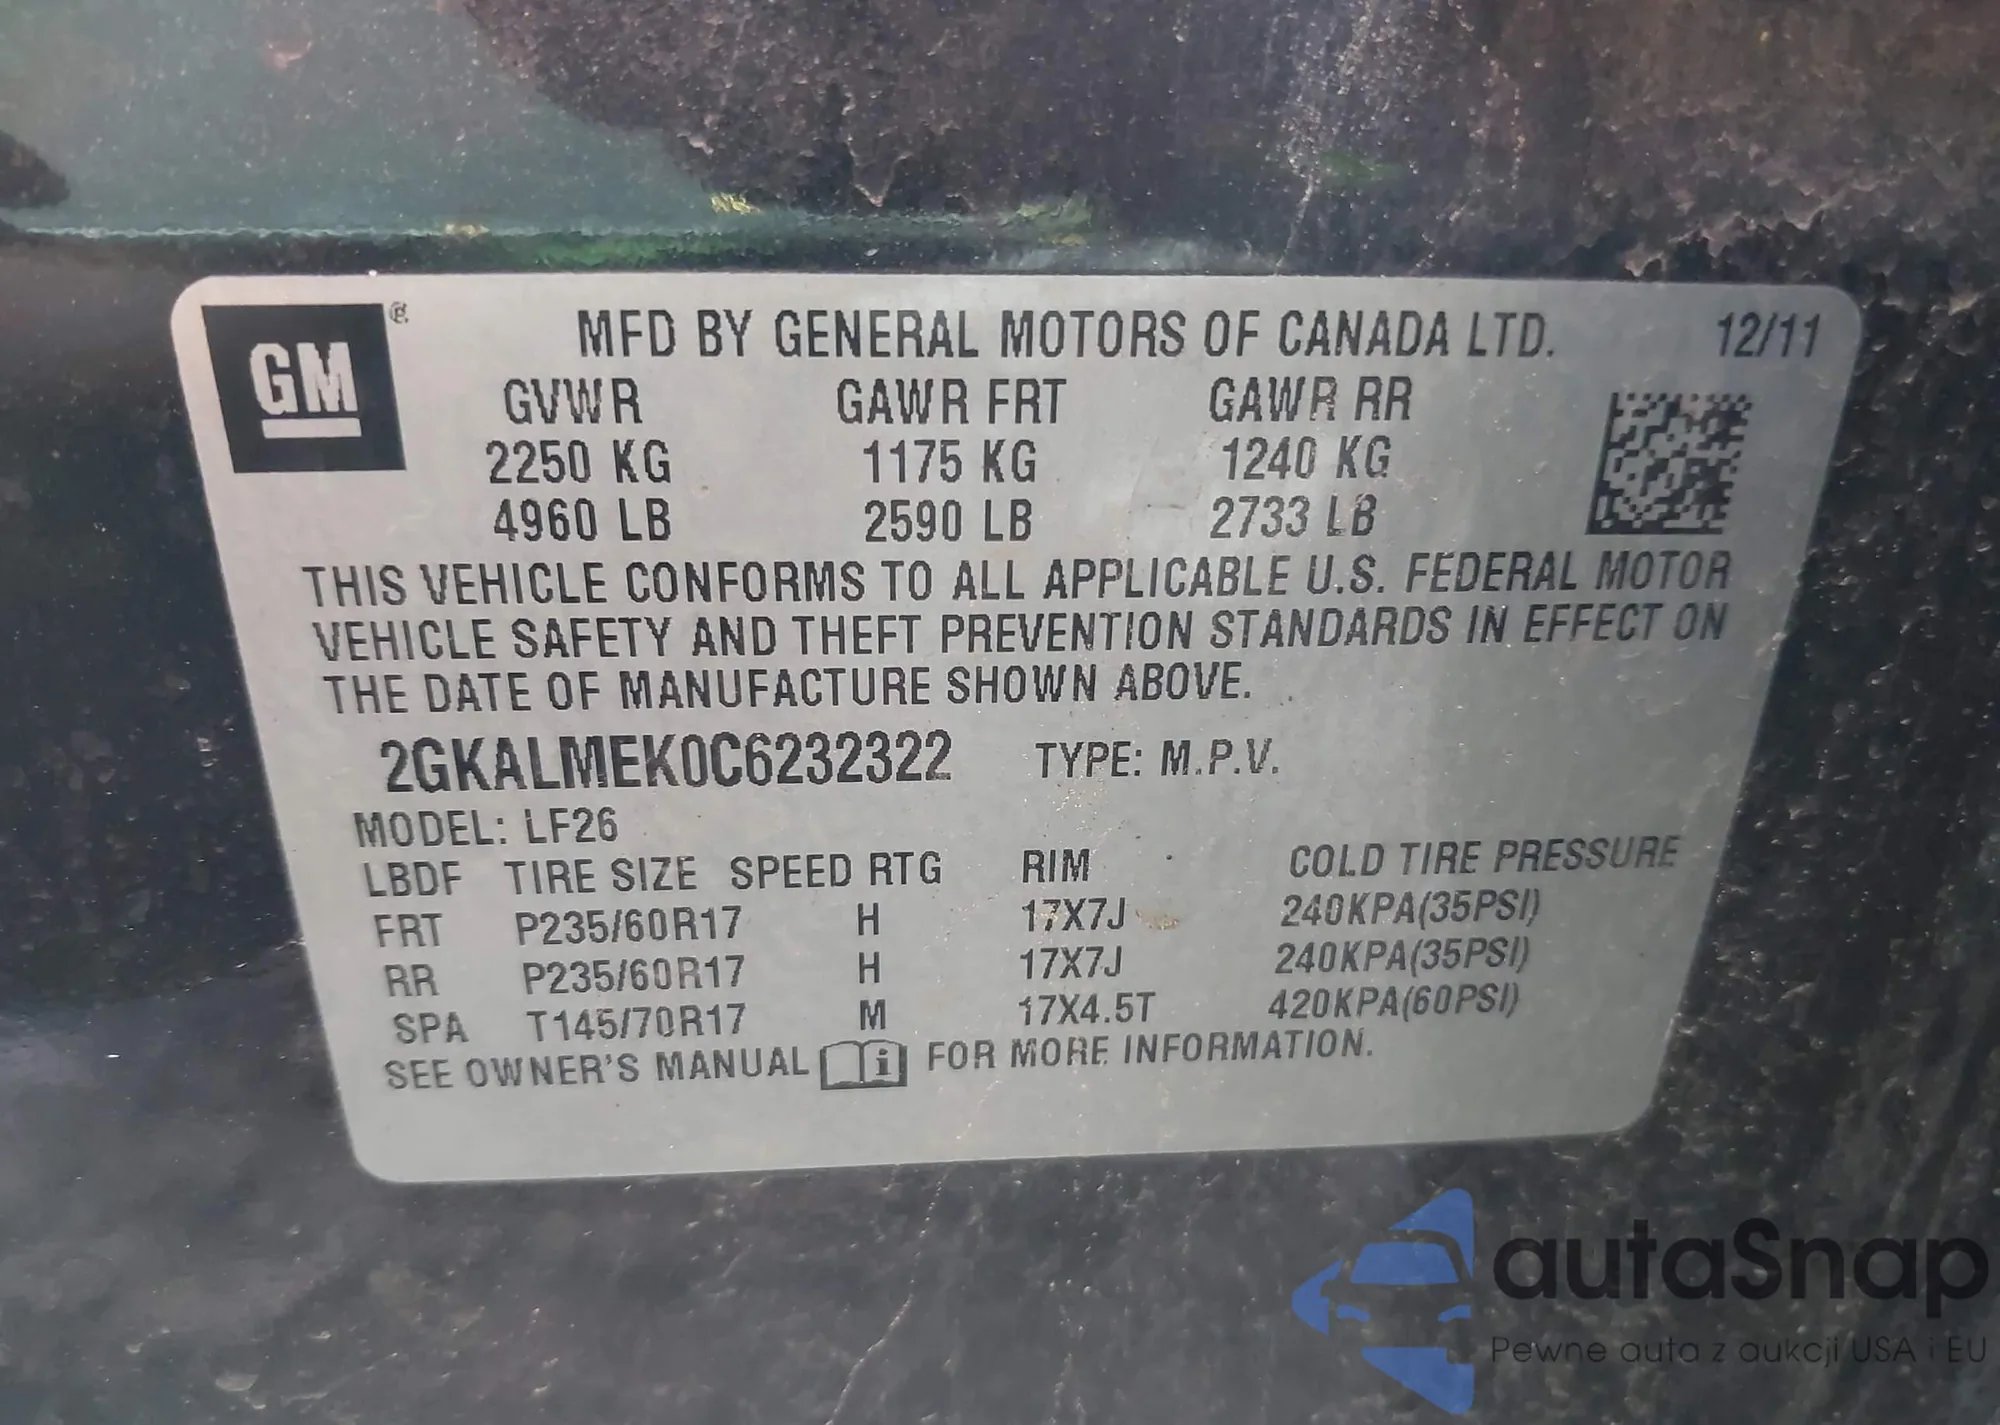 GM ®
MFD BY GENERAL MOTORS OF CANADA LTD. 12/11
GVWR GAWR FRT GAWR RR
2250 KG 1175 KG 1240 KG
4960 LB 2590 LB 2733 LB
THIS VEHICLE CONFORMS TO ALL APPLICABLE U.S. FEDERAL MOTOR
VEHICLE SAFETY AND THEFT PREVENTION STANDARDS IN EFFECT ON
THE DATE OF MANUFACTURE SHOWN ABOVE.
2GKALMEK0C6232322 TYPE: M.P.V.
MODEL: LF26
LBDF TIRE SIZE SPEED RTG RIM COLD TIRE PRESSURE
FRT P235/60R17 H 17X7J 240KPA(35PSI)
RR P235/60R17 H 17X7J 240KPA(35PSI)
SPA T145/70R17 M 17X4.5T 420KPA(60PSI)
SEE OWNER'S MANUAL i FOR MORE INFORMATION.
autaSnap
Pewne auta z aukcji USA i EU